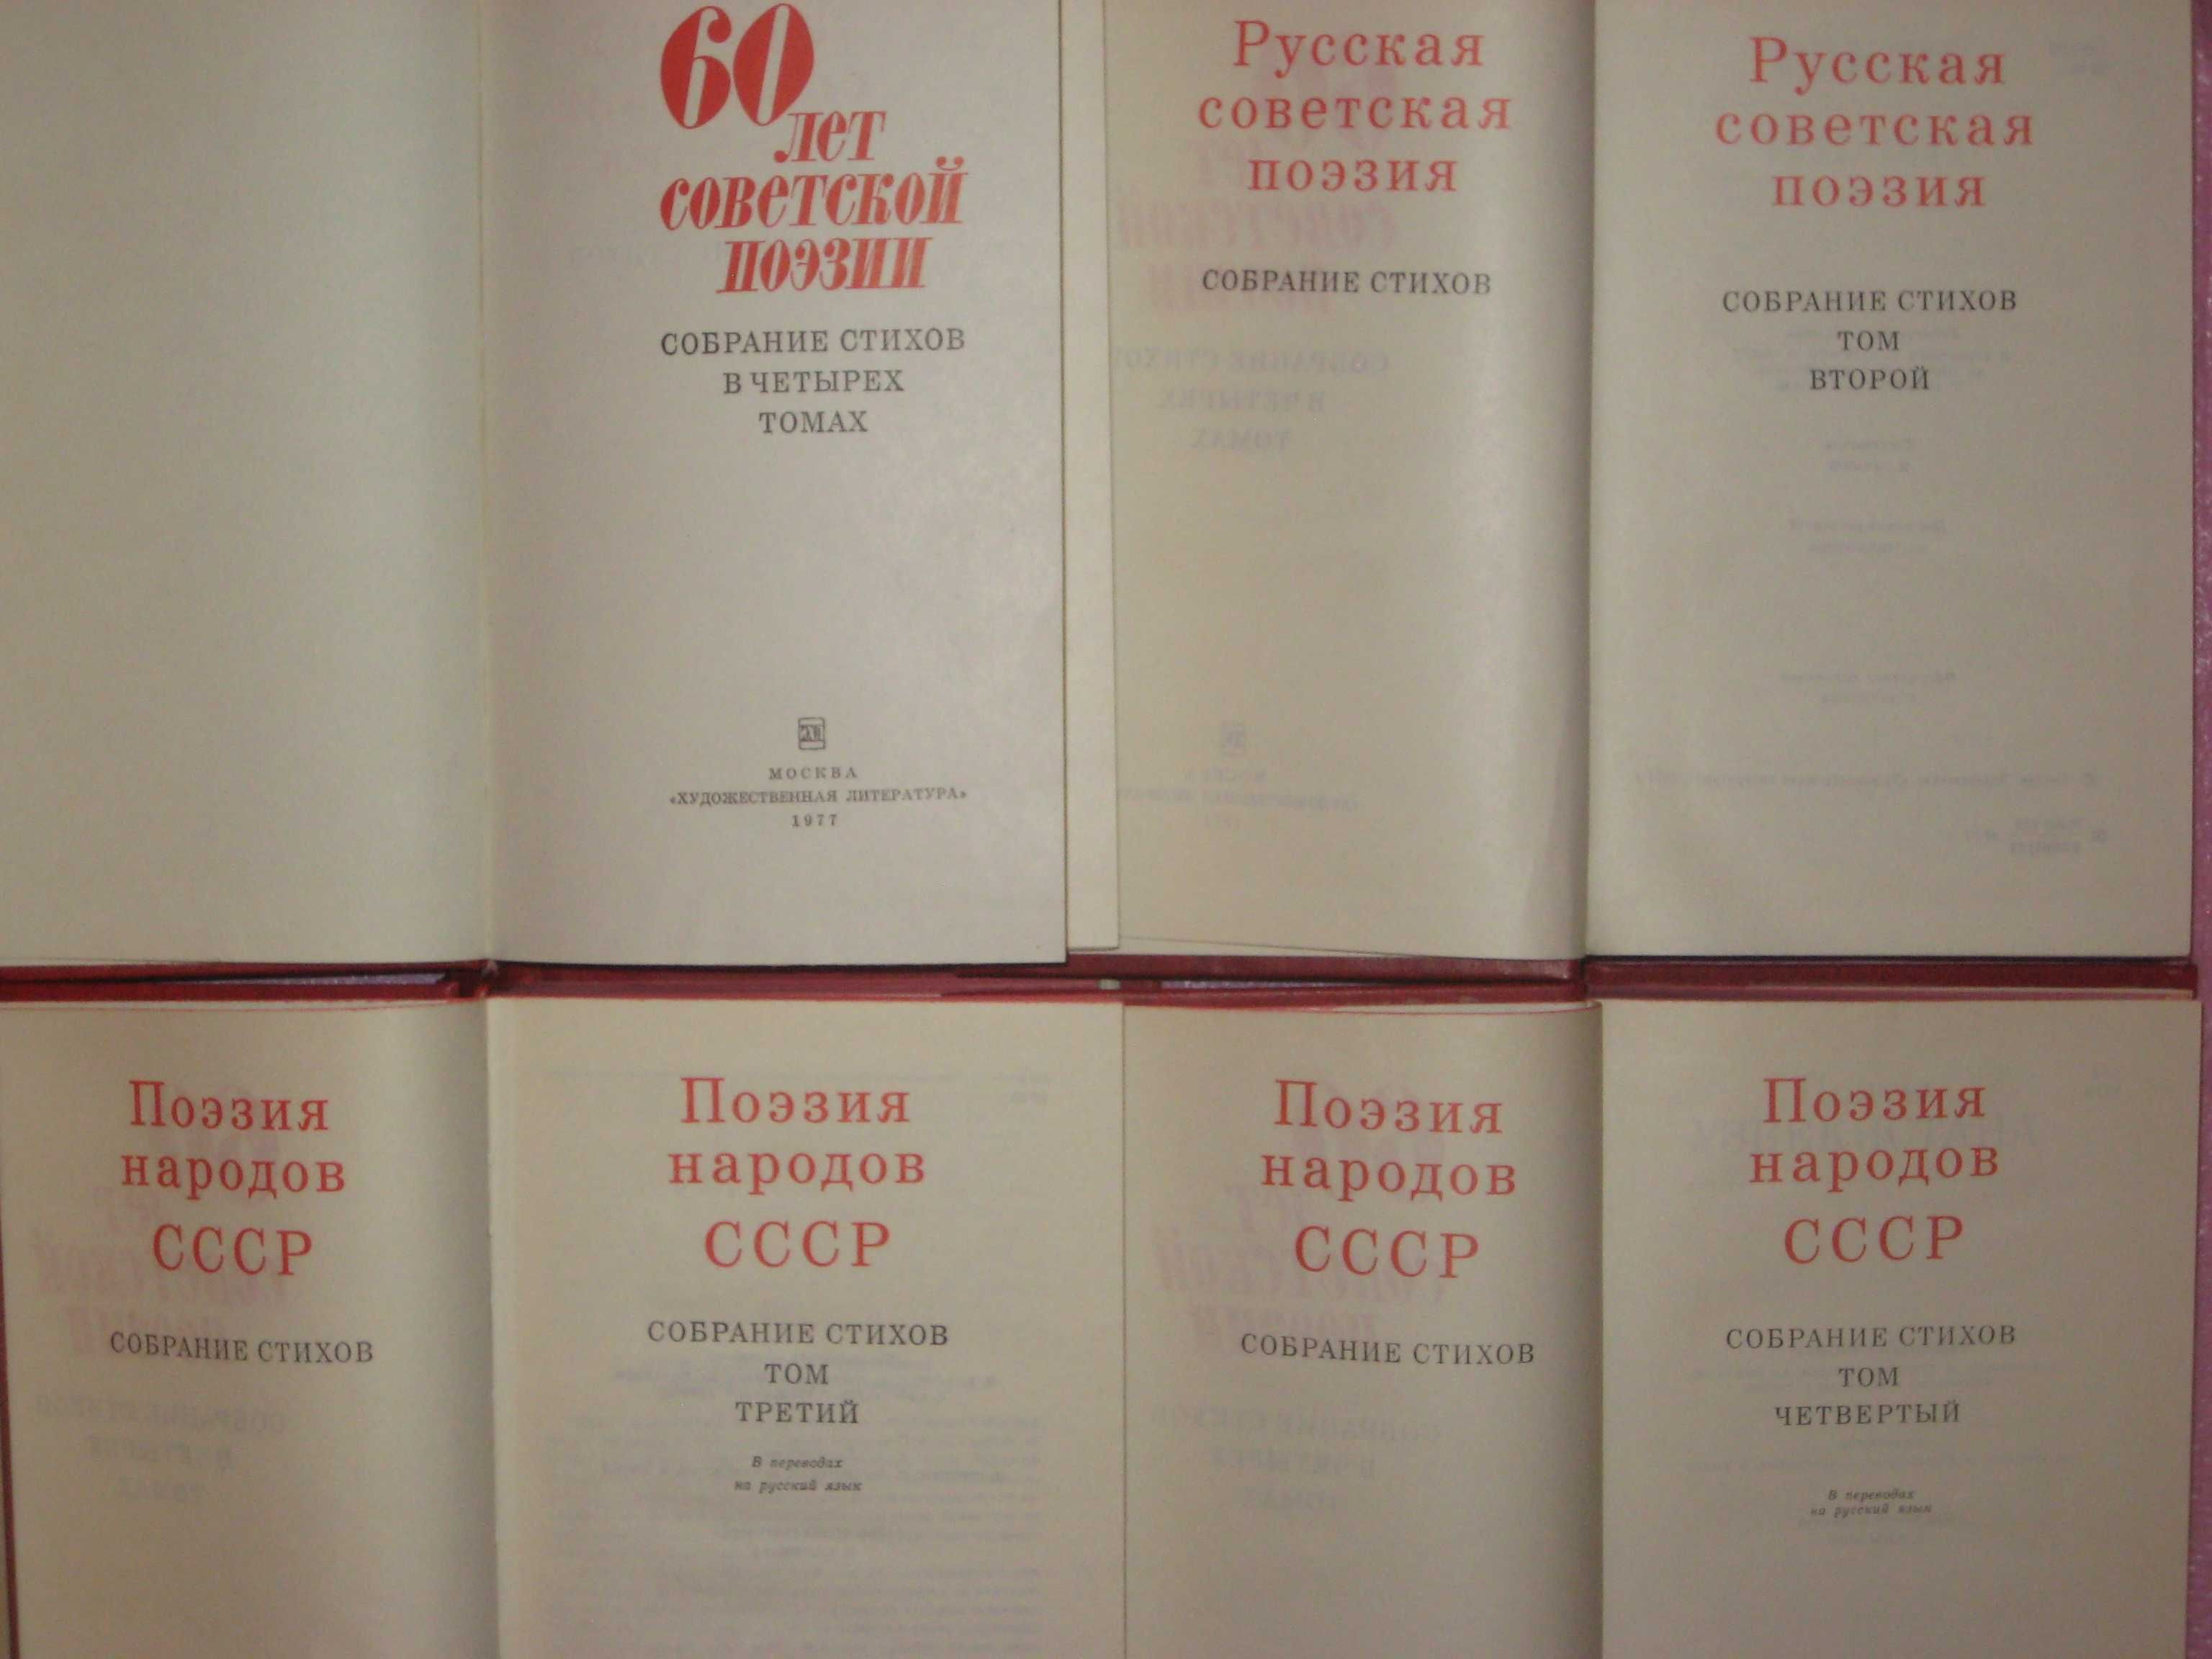 60
лет
советской
поэзии
СОБРАНИЕ СТИХОВ
В ЧЕТЫРЕХ
ТОМАХ
МОСКВА
«ХУДОЖЕСТВЕННАЯ ЛИТЕРАТУРА»
1977
Русская
советская
поэзия
СОБРАНИЕ СТИХОВ
Русская
советская
поэзия
СОБРАНИЕ СТИХОВ
ТОМ
ВТОРОЙ
Поэзия
народов
СССР
СОБРАНИЕ СТИХОВ
Поэзия
народов
СССР
СОБРАНИЕ СТИХОВ
ТОМ
ТРЕТИЙ
В переводах
на русский язык
Поэзия
народов
СССР
СОБРАНИЕ СТИХОВ
Поэзия
народов
СССР
СОБРАНИЕ СТИХОВ
ТОМ
ЧЕТВЕРТЫЙ
В переводах
на русский язык